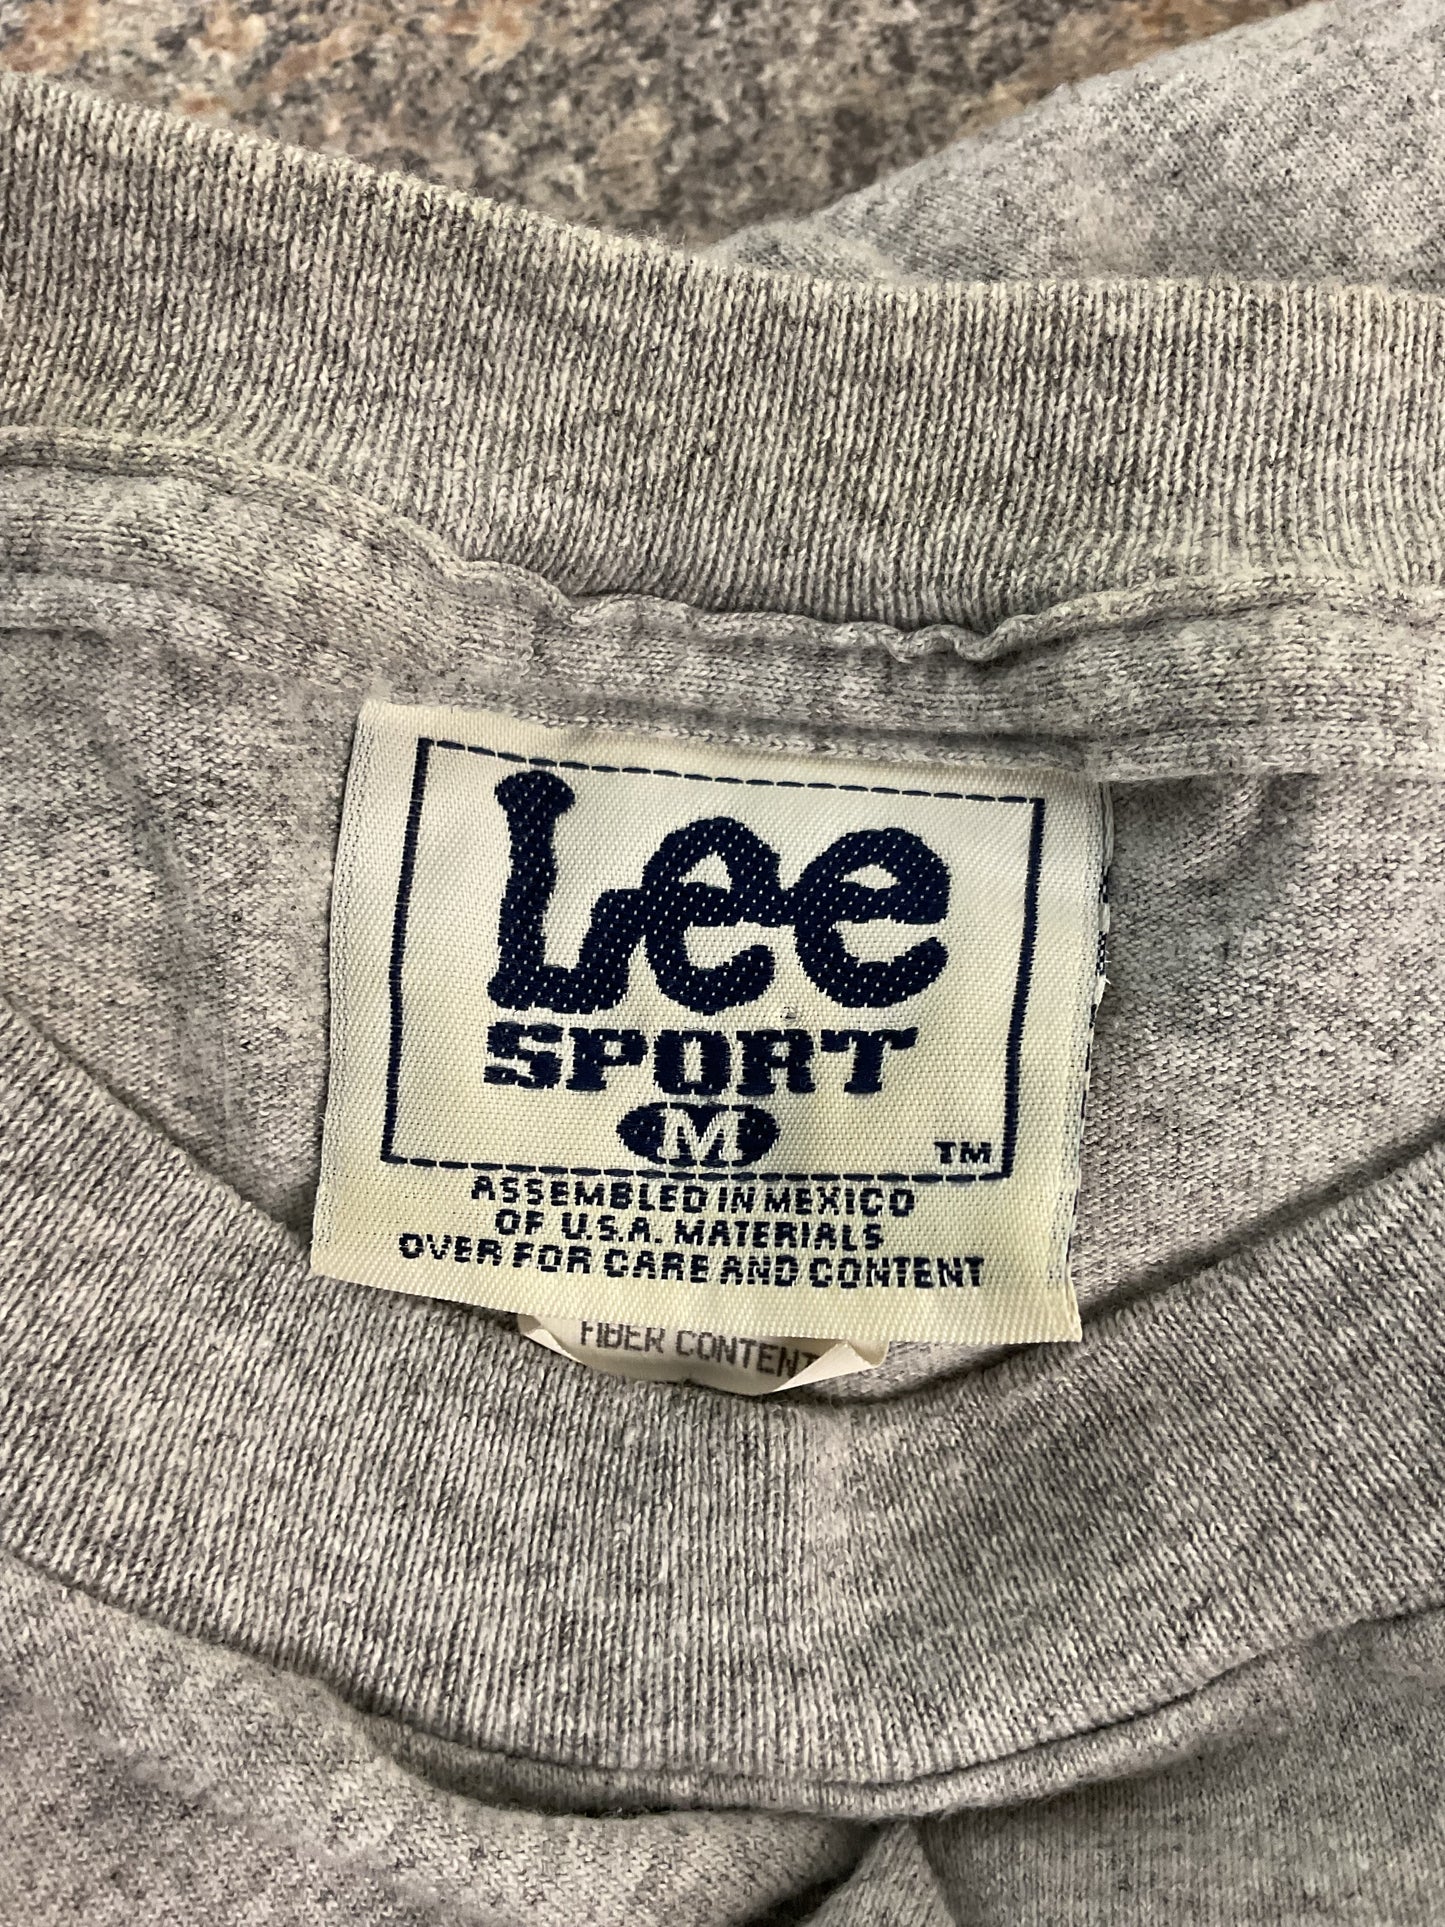 Lee
SPORT
M
TM
ASSEMBLED IN MEXICO
OF U.S.A. MATERIALS
OVER FOR CARE AND CONTENT
FIBER CONTENT